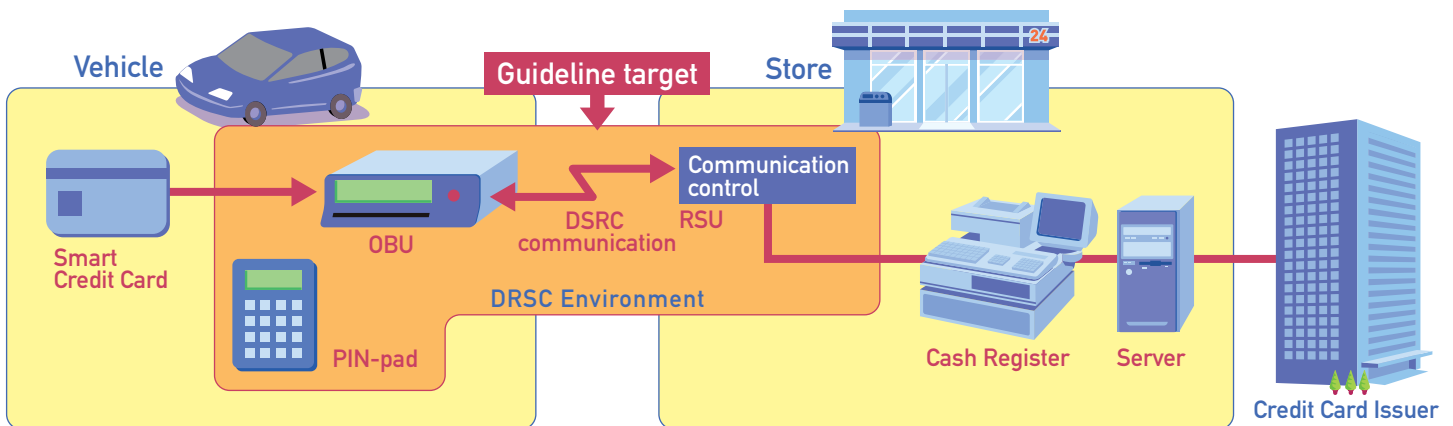 Vehicle
Guideline target
Store
24
Communication
control
RSU
OBU
DSRC
communication
Smart
Credit Card
DRSC Environment
PIN-pad
Cash Register
Server
Credit Card Issuer